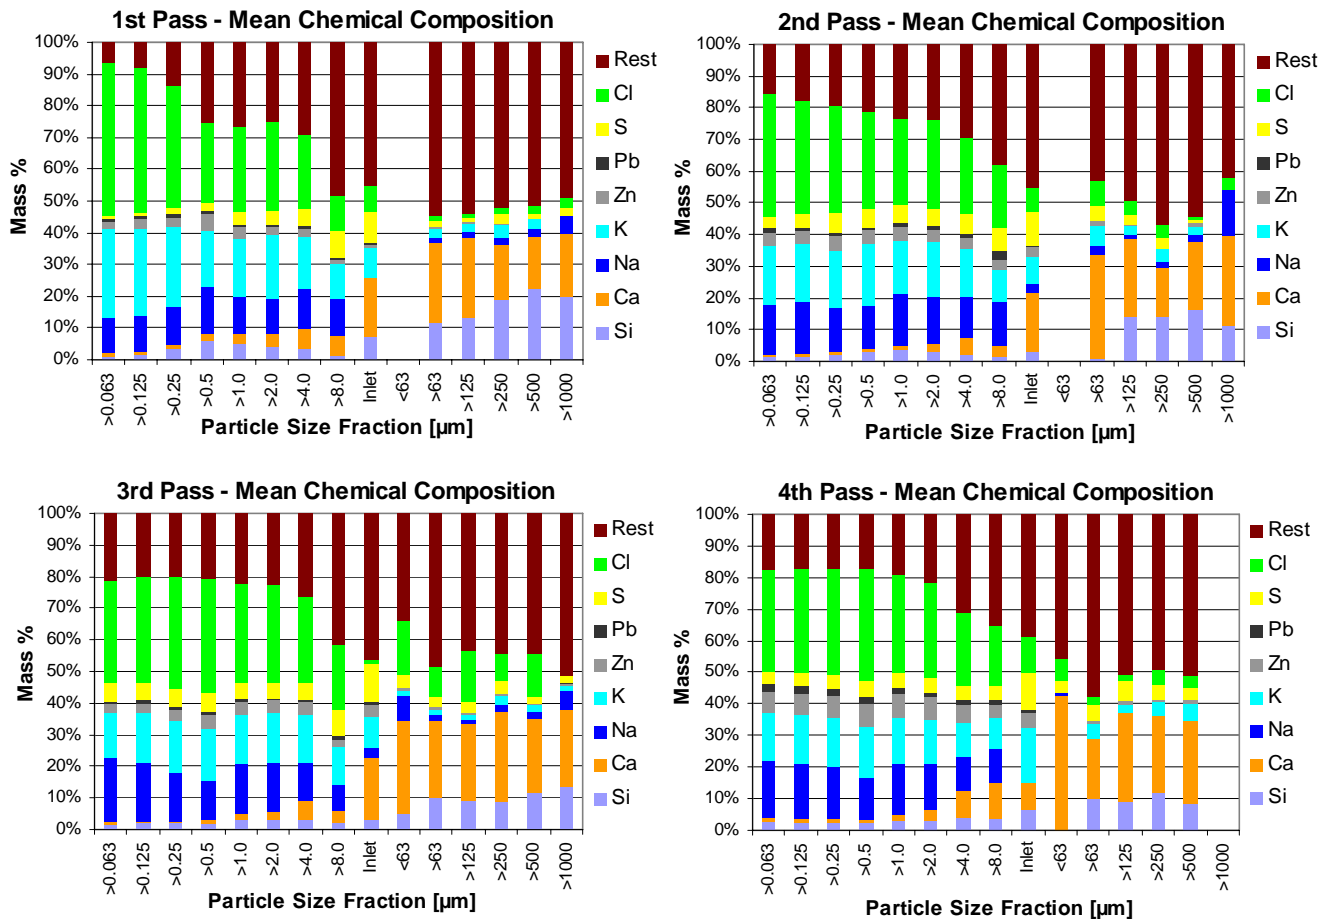 1st Pass - Mean Chemical Composition
Mass %
100%
90%
80%
70%
60%
50%
40%
30%
20%
10%
0%
>0.063
>0.125
>0.25
>0.5
>1.0
>2.0
>4.0
>8.0
Inlet
<63
>63
>125
>250
>500
>1000
Particle Size Fraction [µm]
Rest
Cl
S
Pb
Zn
K
Na
Ca
Si
2nd Pass - Mean Chemical Composition
Mass %
100%
90%
80%
70%
60%
50%
40%
30%
20%
10%
0%
>0.063
>0.125
>0.25
>0.5
>1.0
>2.0
>4.0
>8.0
Inlet
<63
>63
>125
>250
>500
>1000
Particle Size Fraction [µm]
Rest
Cl
S
Pb
Zn
K
Na
Ca
Si
3rd Pass - Mean Chemical Composition
Mass %
100%
90%
80%
70%
60%
50%
40%
30%
20%
10%
0%
>0.063
>0.125
>0.25
>0.5
>1.0
>2.0
>4.0
>8.0
Inlet
<63
>63
>125
>250
>500
>1000
Particle Size Fraction [µm]
Rest
Cl
S
Pb
Zn
K
Na
Ca
Si
4th Pass - Mean Chemical Composition
Mass %
100%
90%
80%
70%
60%
50%
40%
30%
20%
10%
0%
>0.063
>0.125
>0.25
>0.5
>1.0
>2.0
>4.0
>8.0
Inlet
<63
>63
>125
>250
>500
>1000
Particle Size Fraction [µm]
Rest
Cl
S
Pb
Zn
K
Na
Ca
Si